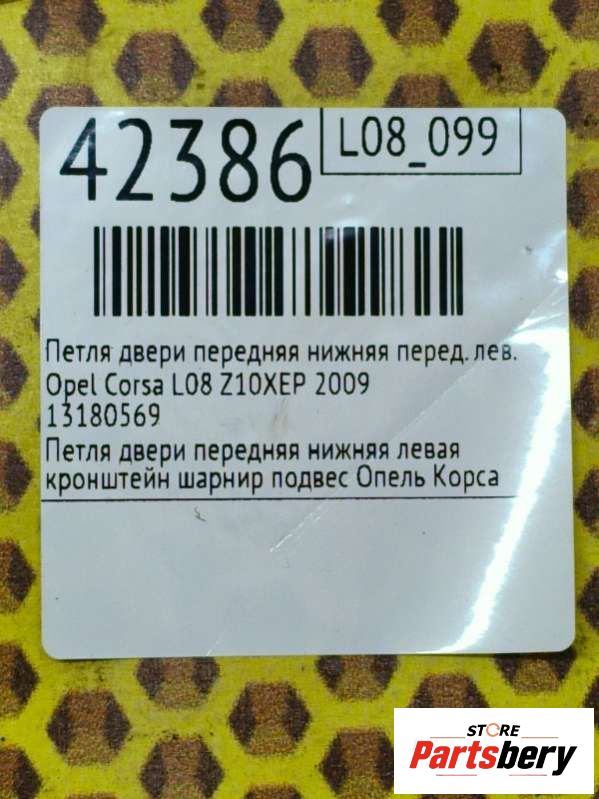 42386
L08_099
Петля двери передняя нижняя перед. лев.
Opel Corsa L08 Z10XEP 2009
13180569
Петля двери передняя нижняя левая
кронштейн шарнир подвес Опель Корса
STORE
Partsbery